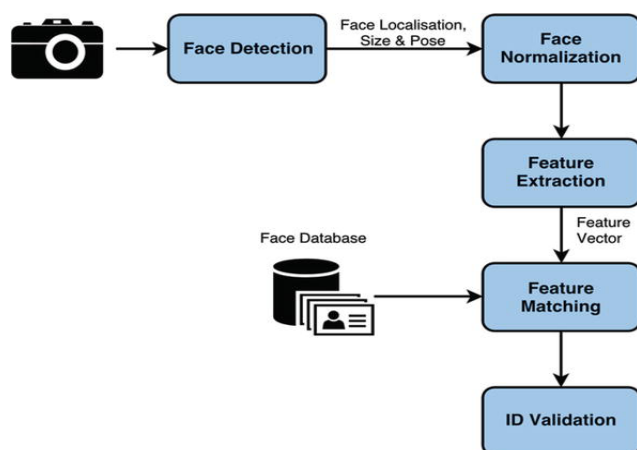 Face Detection
Face Localisation,
Size & Pose
Face
Normalization
Feature
Extraction
Feature
Vector
Face Database
Feature
Matching
ID Validation